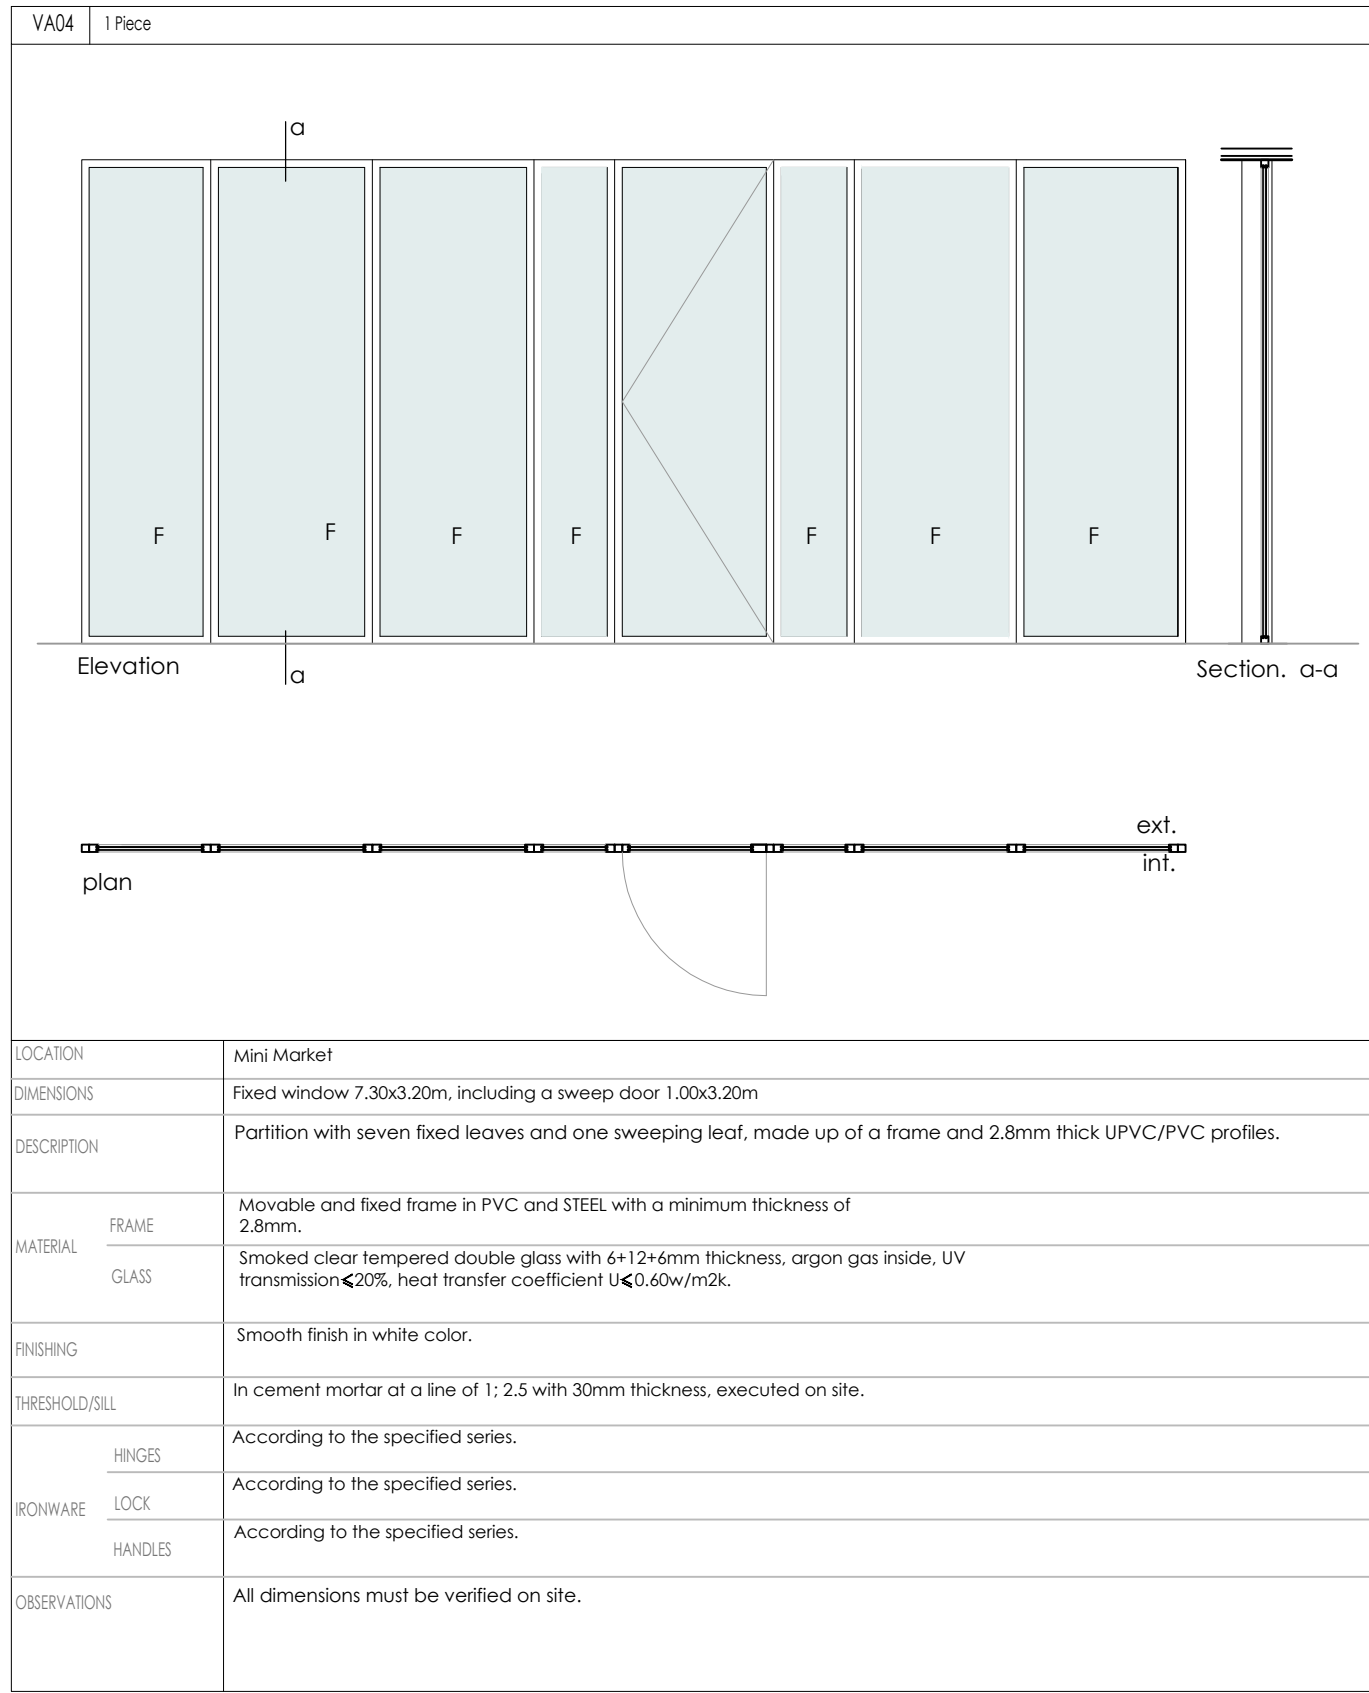 VA04 1 Piece
a
F F F F F F F
Elevation
a
Section. a-a
ext.
int.
plan
LOCATION Mini Market
DIMENSIONS Fixed window 7.30x3.20m, including a sweep door 1.00x3.20m
DESCRIPTION Partition with seven fixed leaves and one sweeping leaf, made up of a frame and 2.8mm thick UPVC/PVC profiles.
MATERIAL
FRAME Movable and fixed frame in PVC and STEEL with a minimum thickness of
2.8mm.
GLASS Smoked clear tempered double glass with 6+12+6mm thickness, argon gas inside, UV
transmission⩽20%, heat transfer coefficient U⩽0.60w/m2k.
FINISHING Smooth finish in white color.
THRESHOLD/SILL In cement mortar at a line of 1; 2.5 with 30mm thickness, executed on site.
IRONWARE
HINGES According to the specified series.
LOCK According to the specified series.
HANDLES According to the specified series.
OBSERVATIONS All dimensions must be verified on site.